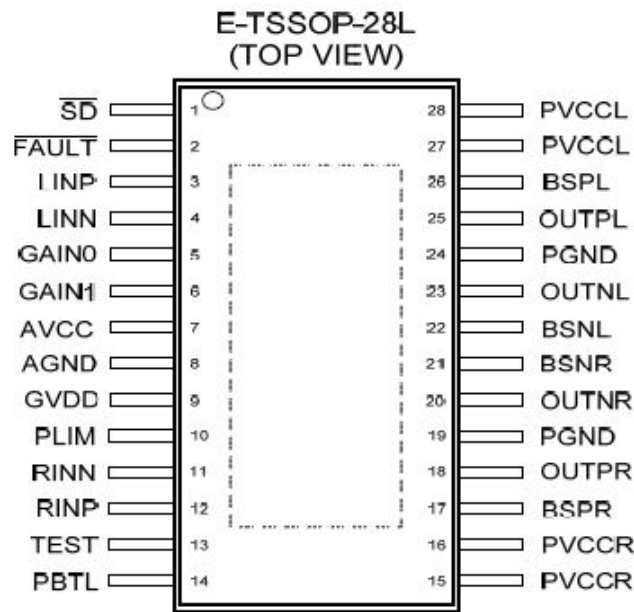 E-TSSOP-28L
(TOP VIEW)
SD 1 28 PVCCL
FAULT 2 27 PVCCL
LINP 3 26 BSPL
LINN 4 25 OUTPL
GAIN0 5 24 PGND
GAIN1 6 23 OUTNL
AVCC 7 22 BSNL
AGND 8 21 BSNR
GVDD 9 20 OUTNR
PLIM 10 19 PGND
RINN 11 18 OUTPR
RINP 12 17 BSPR
TEST 13 16 PVCCR
PBTL 14 15 PVCCR